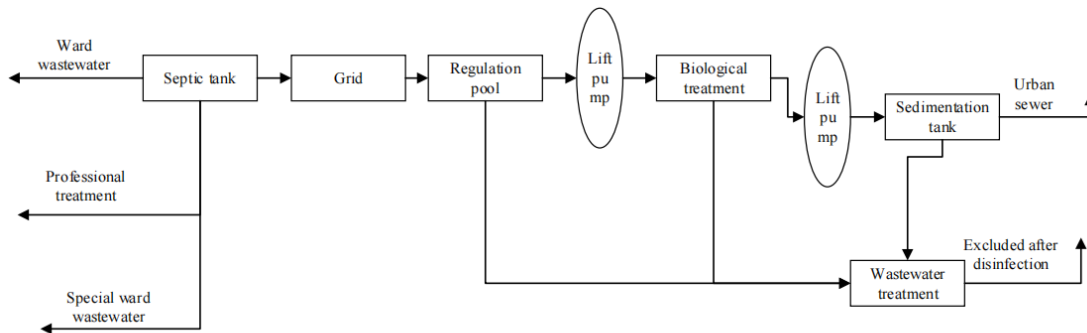 Ward
wastewater
Septic tank
Grid
Regulation
pool
Lift
pu
mp
Biological
treatment
Lift
pu
mp
Sedimentation
tank
Urban
sewer
Professional
treatment
Special ward
wastewater
Wastewater
treatment
Excluded after
disinfection